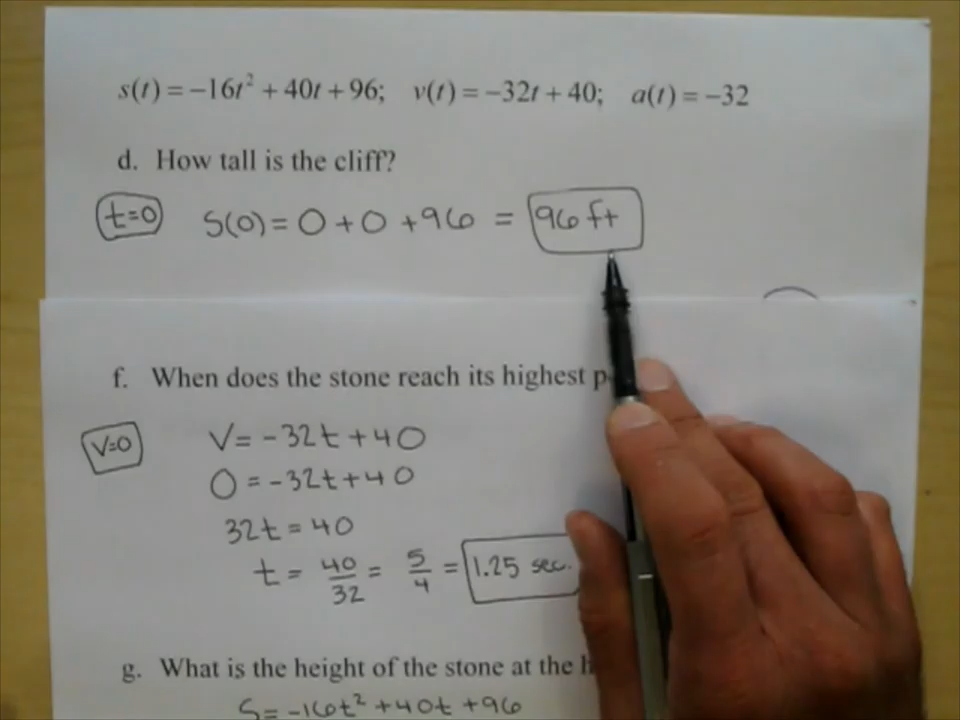 s(t) = −16t² + 40t + 96; v(t) = −32t + 40; a(t) = −32
d. How tall is the cliff?
t=0 S(0) = 0 + 0 + 96 = 96 ft
f. When does the stone reach its highest
V=0 V = -32t + 40
0 = -32t + 40
32t = 40
t = 40/32 = 5/4 = 1.25 sec.
g. What is the height of the stone at the
S = -16t² + 40t + 96